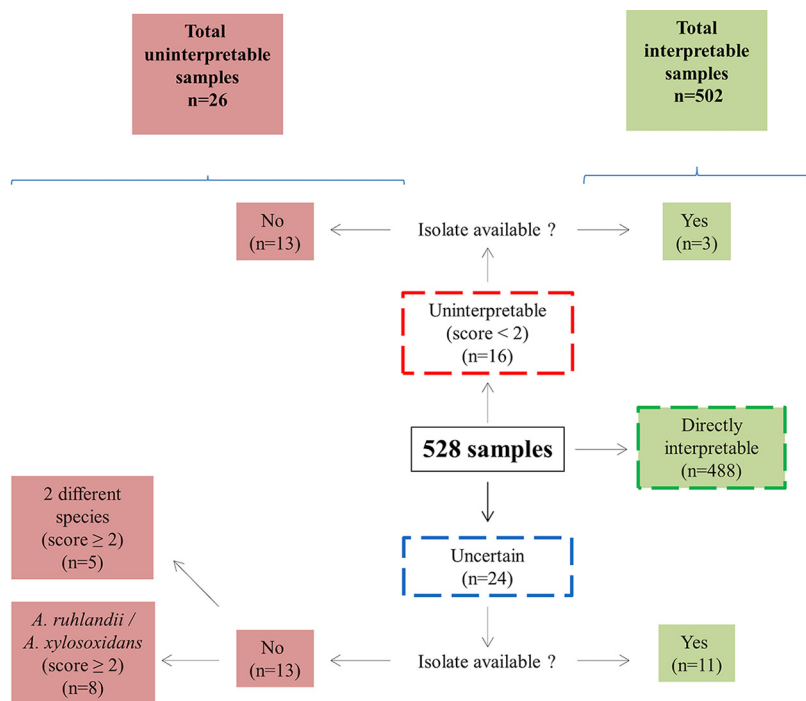 Total
uninterpretable
samples
n=26
Total
interpretable
samples
n=502
No
(n=13)
Isolate available ?
Yes
(n=3)
Uninterpretable
(score < 2)
(n=16)
528 samples
Directly
interpretable
(n=488)
2 different
species
(score ≥ 2)
(n=5)
Uncertain
(n=24)
A. ruhlandii /
A. xylosoxidans
(score ≥ 2)
(n=8)
No
(n=13)
Isolate available ?
Yes
(n=11)